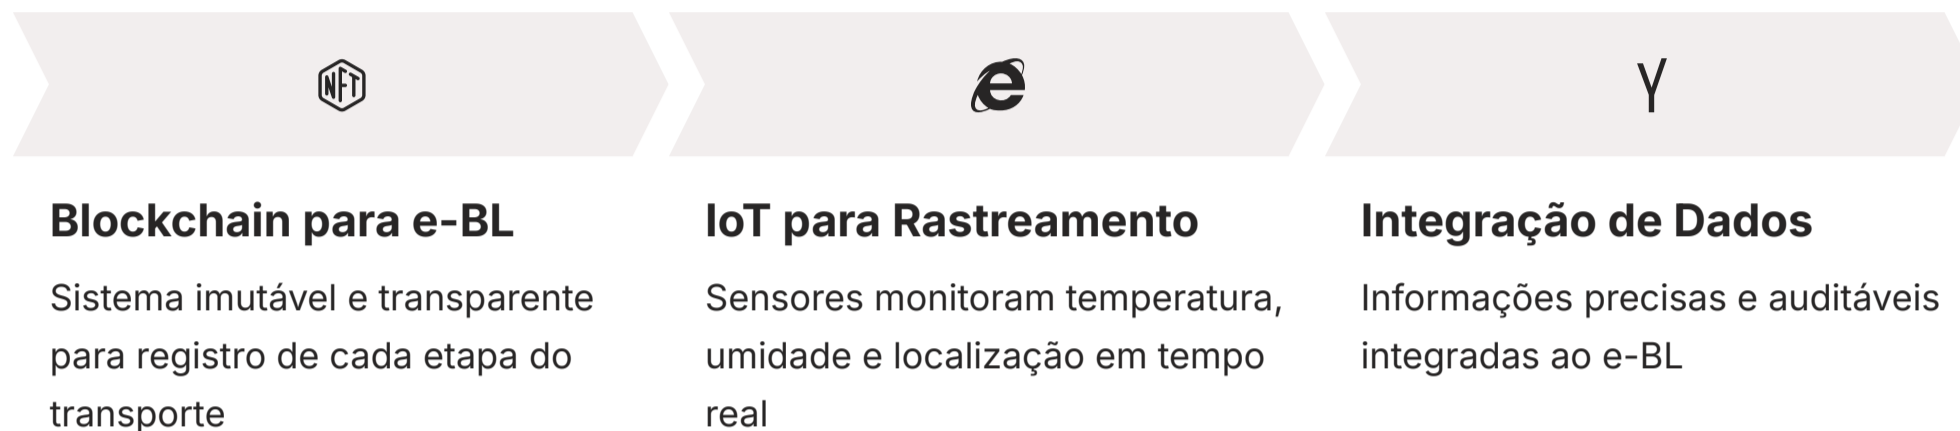 NFT
Blockchain para e-BL
Sistema imutável e transparente
para registro de cada etapa do
transporte
IoT para Rastreamento
Sensores monitoram temperatura,
umidade e localização em tempo
real
Integração de Dados
Informações precisas e auditáveis
integradas ao e-BL